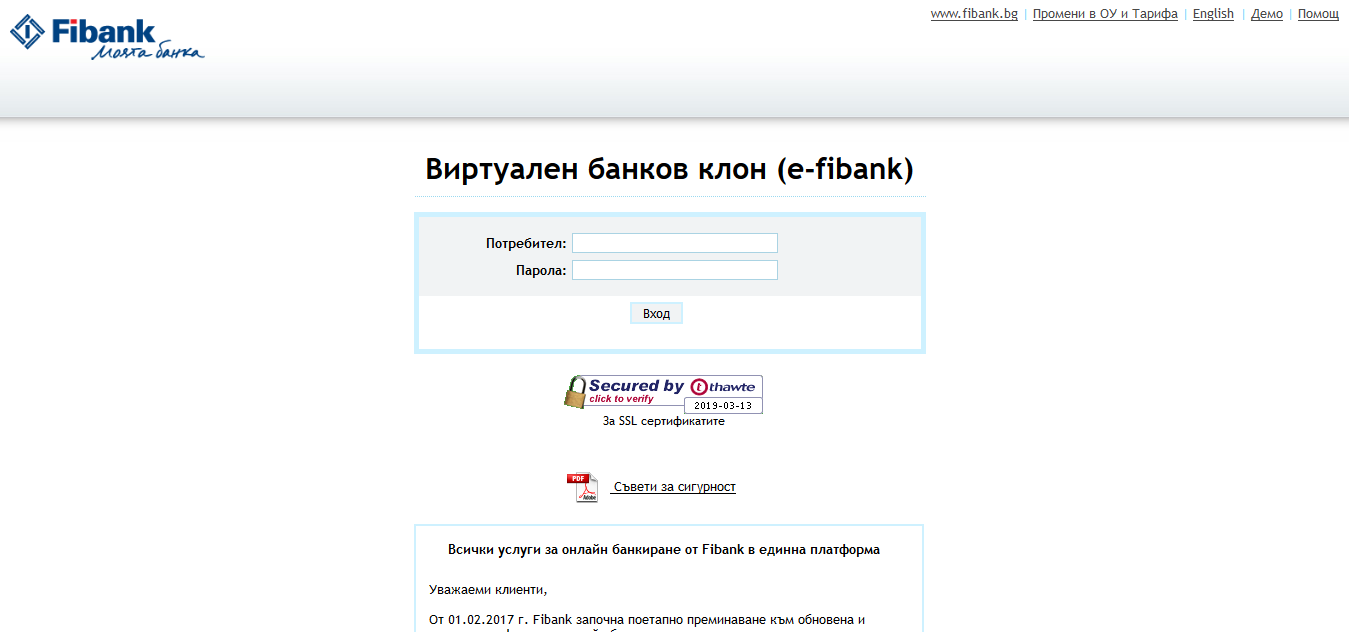 Fibank
Моята банка
www.fibank.bg | Промени в ОУ и Тарифа | English | Демо | Помощ
Виртуален банков клон (e-fibank)
Потребител:
Парола:
Вход
Secured by thawte
click to verify
2019-03-13
За SSL сертификатите
PDF
Adobe
Съвети за сигурност
Всички услуги за онлайн банкиране от Fibank в единна платформа
Уважаеми клиенти,
От 01.02.2017 г. Fibank започна поетапно преминаване към обновена и